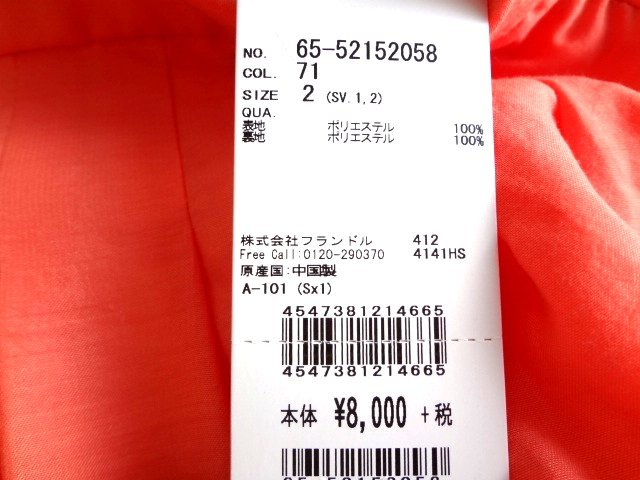 NO. 65-52152058
COL. 71
SIZE 2 (SV.1,2)
QUA.
表地 ポリエステル 100%
裏地 ポリエステル 100%
株式会社フランドル 412
Free Call:0120-290370 4141HS
原産国:中国製
A-101 (Sx1)
4547381214665
4547381214665
本体 ¥8,000 +税
65-52152058